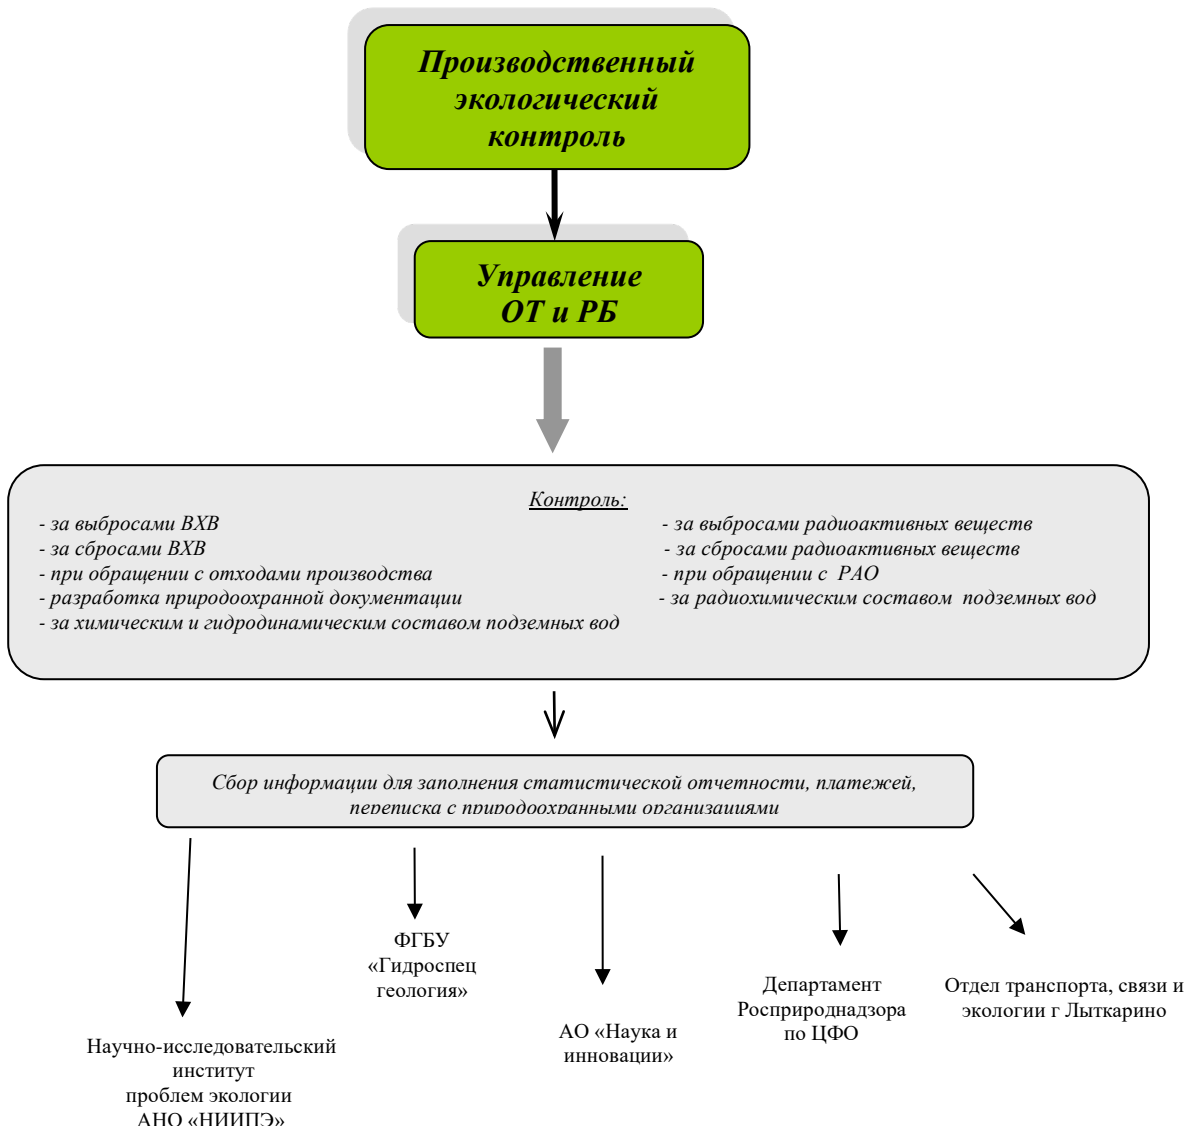 Производственный
экологический
контроль
Управление
ОТ и РБ
Контроль:
- за выбросами ВХВ - за выбросами радиоактивных веществ
- за сбросами ВХВ - за сбросами радиоактивных веществ
- при обращении с отходами производства - при обращении с РАО
- разработка природоохранной документации - за радиохимическим составом подземных вод
- за химическим и гидродинамическим составом подземных вод
Сбор информации для заполнения статистической отчетности, платежей,
переписка с природоохранными организациями
ФГБУ
«Гидроспец
геология»
Департамент
Росприроднадзора
по ЦФО
Отдел транспорта, связи и
экологии г Лыткарино
АО «Наука и
инновации»
Научно-исследовательский
институт
проблем экологии
АНО «НИИПЭ»